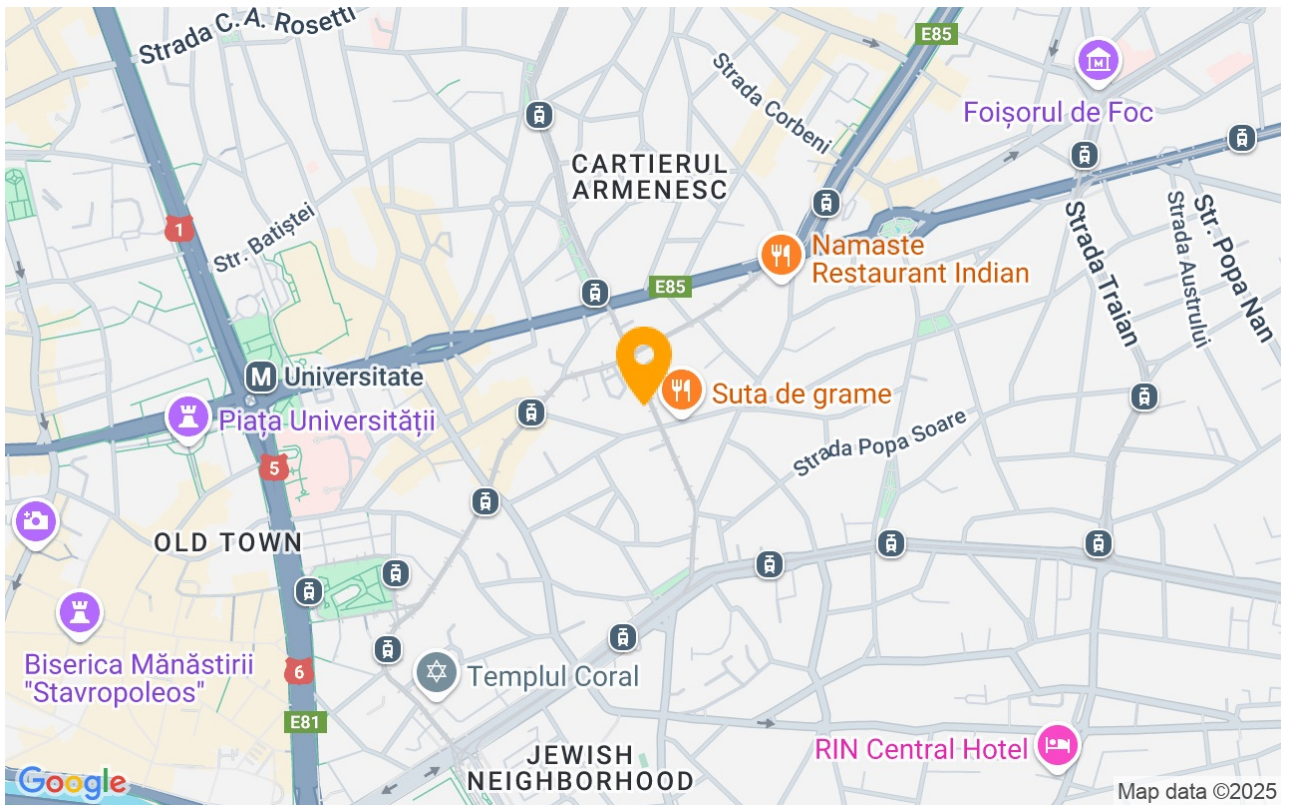 Strada C. A. Rosetti
E85
Strada Corbeni
Foișorul de Foc
CARTIERUL
ARMENESC
1
Str. Batiștei
Strada Traian
Strada Austrului
Str. Popa Nan
Namaste
Restaurant Indian
E85
M Universitate
Suta de grame
Piața Universității
Strada Popa Soare
5
OLD TOWN
Biserica Mănăstirii
"Stavropoleos"
6
Templul Coral
E81
JEWISH
NEIGHBORHOOD
RIN Central Hotel
Google
Map data ©2025